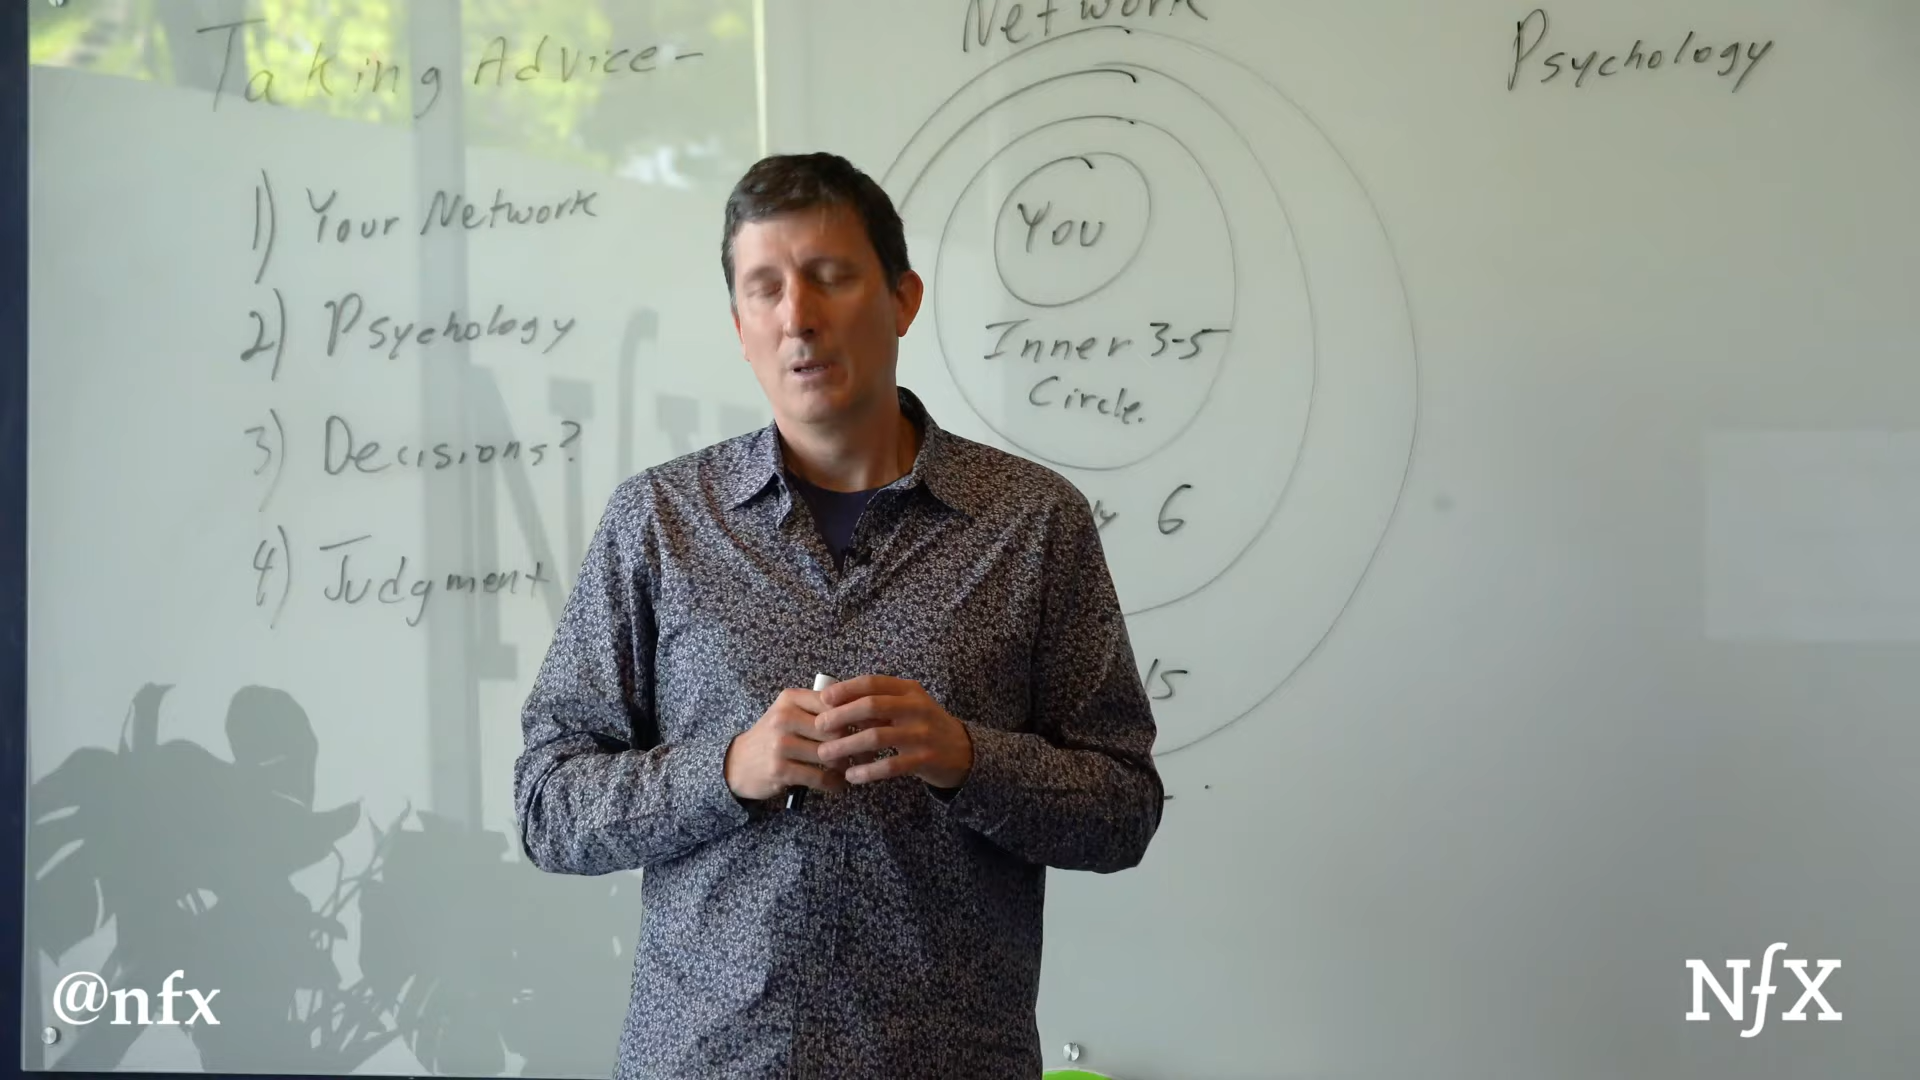 Taking Advice-
1) Your Network
2) Psychology
3) Decisions?
4) Judgment
Network
You
Inner 3-5
Circle.
6
15
Psychology
@nfx
NfX